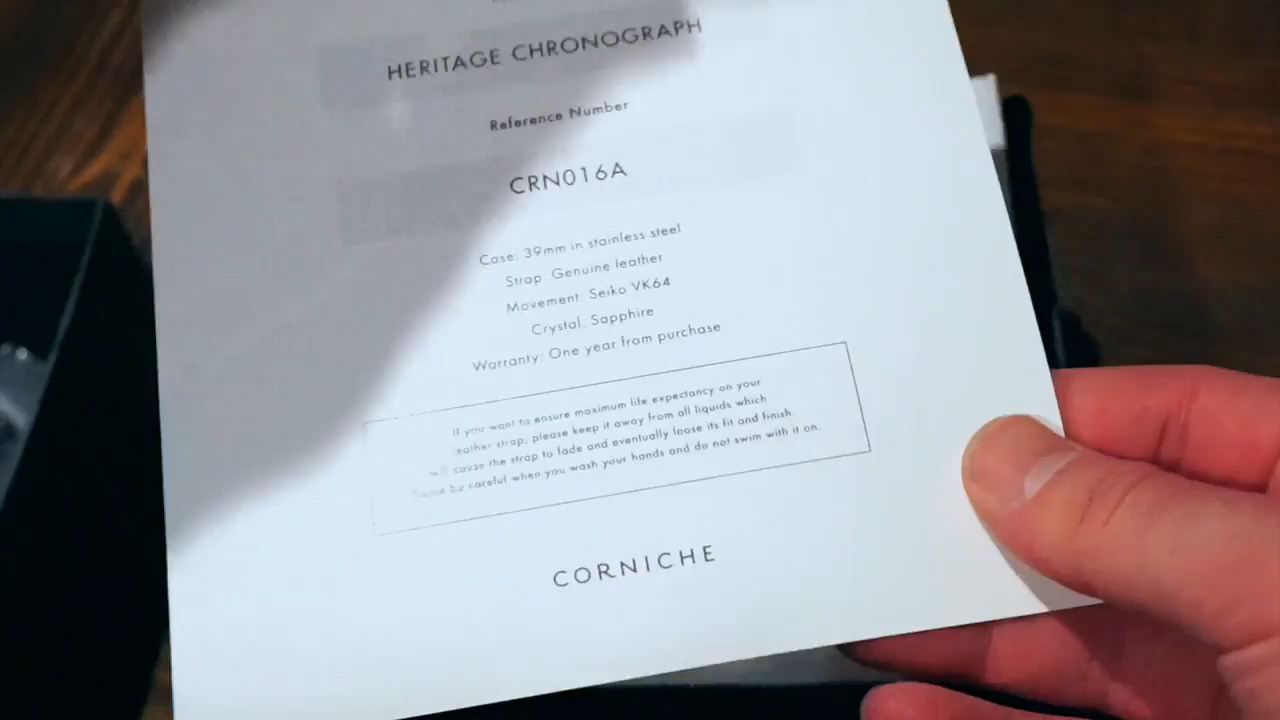 HERITAGE CHRONOGRAPH
Reference Number
CRN016A
Case: 39mm in stainless steel
Strap: Genuine leather
Movement: Seiko VK64
Crystal: Sapphire
Warranty: One year from purchase
If you want to ensure maximum life expectancy on your
leather strap, please keep it away from all liquids which
will cause the strap to fade and eventually loose its fit and finish.
Please be careful when you wash your hands and do not swim with it on.
CORNICHE